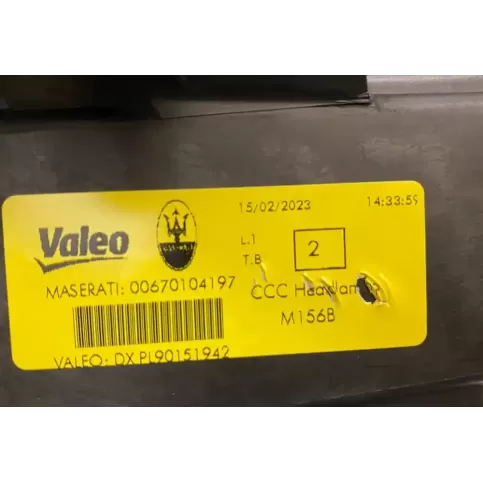 Valeo
15/02/2023 14:33:59
L.1
T.B
2
MASERATI: 00670104197
CCC Headlamp
M156B
VALEO: DX PL90151942